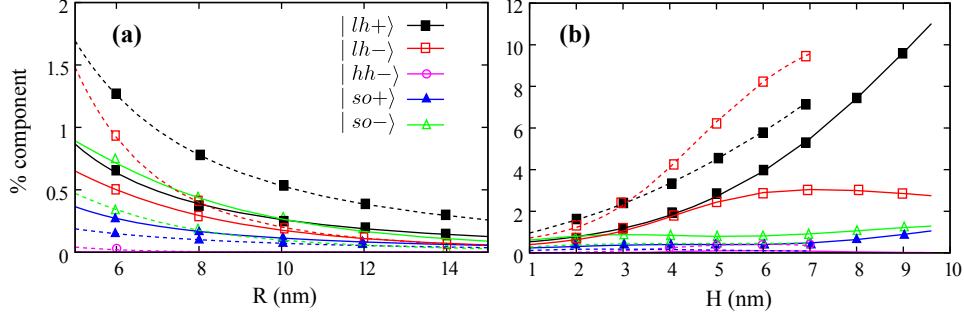 (a)
| lh+⟩
| lh−⟩
| hh−⟩
| so+⟩
| so−⟩
% component
2
1.5
1
0.5
0
6 8 10 12 14
R (nm)
(b)
12
10
8
6
4
2
0
1 2 3 4 5 6 7 8 9 10
H (nm)